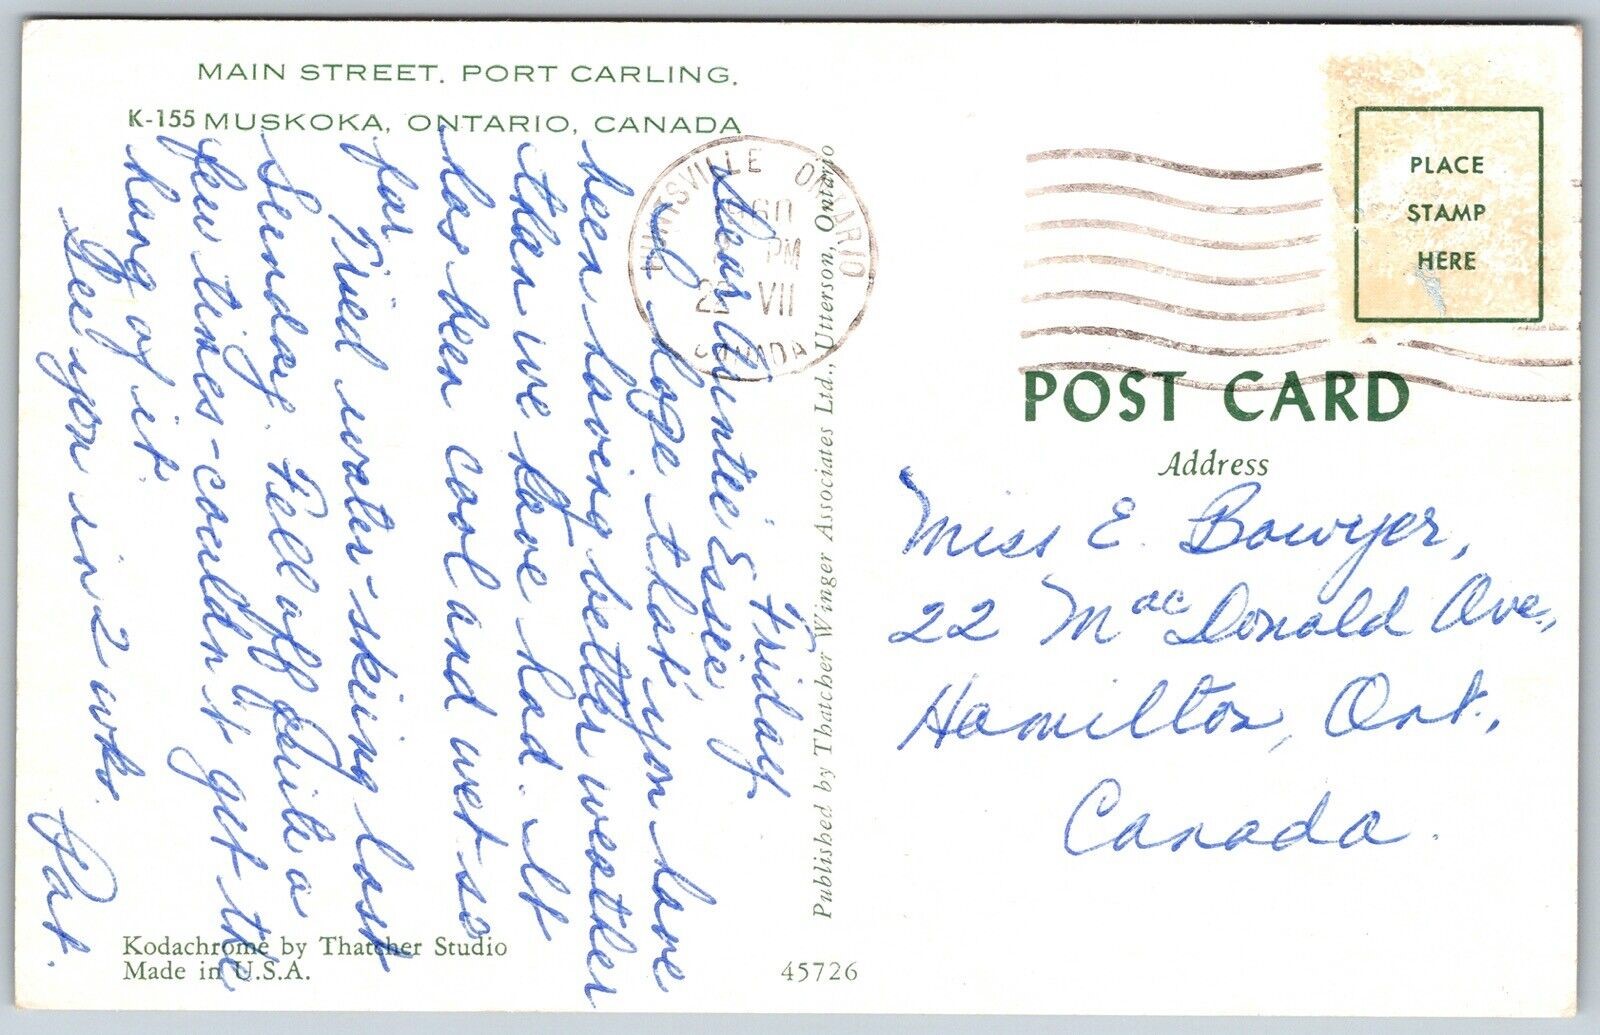 MAIN STREET, PORT CARLING,
K-155 MUSKOKA, ONTARIO, CANADA
Friday.
Dear Auntie Essie,
I hope that you have
been having better weather
than we have had. It
has been cool and wet so
far.
Tried water-skiing last
Sunday. Fell off quite a
few times - couldn't get the
hang of it.
See you in 2 wks.
Pat.
Kodachrome by Thatcher Studio
Made in U.S.A.
45726
Published by Thatcher Winger Associates Ltd., Utterson, Ontario
HUNTSVILLE ONTARIO
PM
VII
CANADA
PLACE
STAMP
HERE
POST CARD
Address
Miss E. Bowyer,
22 MacDonald Ave.,
Hamilton, Ont.,
Canada.